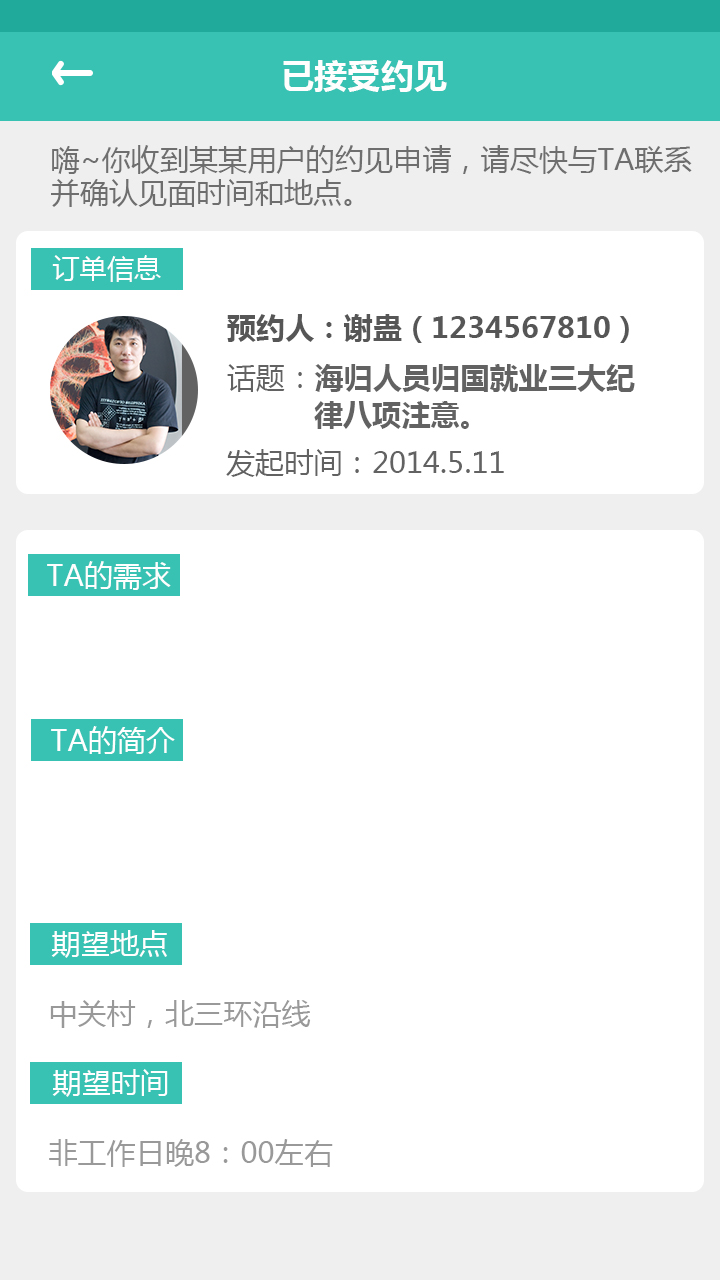 已接受约见
嗨~你收到某某用户的约见申请，请尽快与TA联系
并确认见面时间和地点。
订单信息
预约人：谢蛊（1234567810）
话题：海归人员归国就业三大纪
律八项注意。
发起时间：2014.5.11
TA的需求
TA的简介
期望地点
中关村，北三环沿线
期望时间
非工作日晚8：00左右